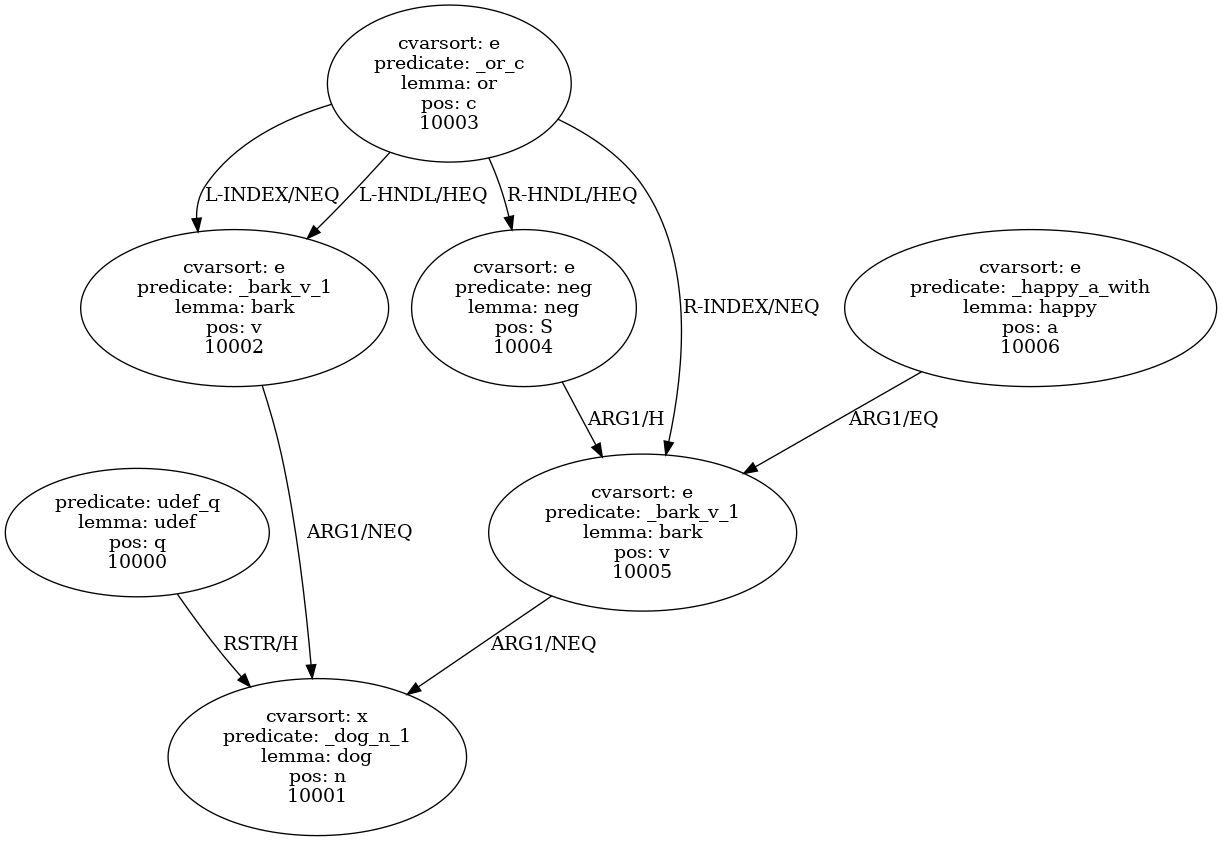 cvarsort: e
predicate: _or_c
lemma: or
pos: c
10003
L-INDEX/NEQ
L-HNDL/HEQ
R-HNDL/HEQ
R-INDEX/NEQ
cvarsort: e
predicate: _bark_v_1
lemma: bark
pos: v
10002
cvarsort: e
predicate: neg
lemma: neg
pos: S
10004
cvarsort: e
predicate: _happy_a_with
lemma: happy
pos: a
10006
ARG1/H
ARG1/EQ
predicate: udef_q
lemma: udef
pos: q
10000
ARG1/NEQ
cvarsort: e
predicate: _bark_v_1
lemma: bark
pos: v
10005
RSTR/H
ARG1/NEQ
cvarsort: x
predicate: _dog_n_1
lemma: dog
pos: n
10001